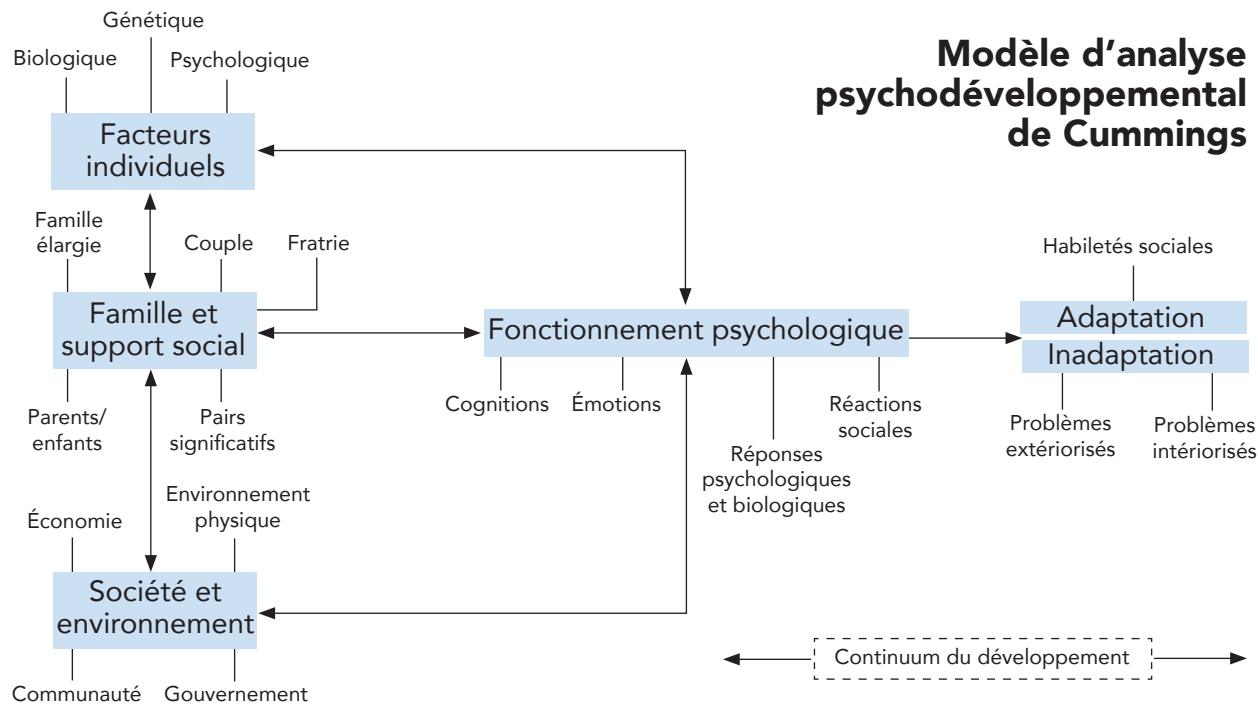 Modèle d'analyse
psychodéveloppemental
de Cummings
Génétique
Biologique
Psychologique
Facteurs
individuels
Famille
élargie
Couple
Fratrie
Famille et
support social
Parents/
enfants
Pairs
significatifs
Économie
Environnement
physique
Société et
environnement
Communauté
Gouvernement
Fonctionnement psychologique
Cognitions
Émotions
Réponses
psychologiques
et biologiques
Réactions
sociales
Habiletés sociales
Adaptation
Inadaptation
Problèmes
extériorisés
Problèmes
intériorisés
Continuum du développement